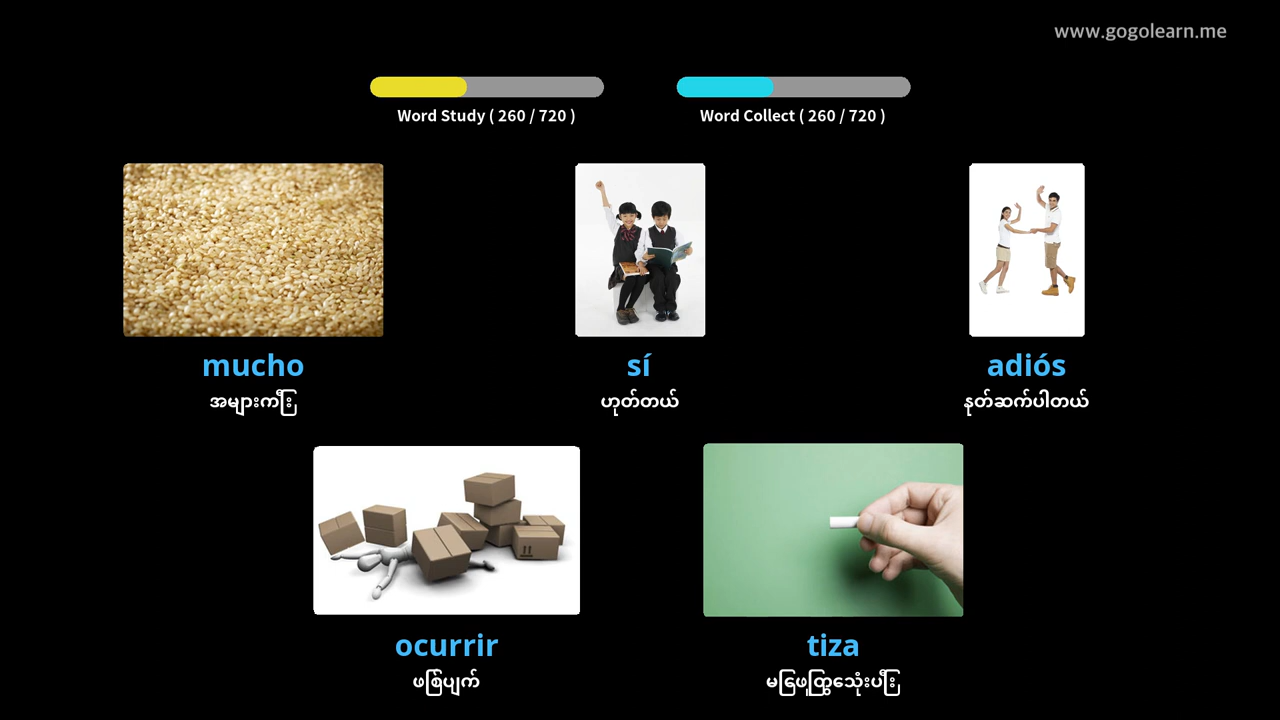 www.gogolearn.me
Word Study ( 260 / 720 )
Word Collect ( 260 / 720 )
mucho
sí
adiós
အများကြီး
ဟုတ်တယ်
နုတ်ဆက်ပါတယ်
ocurrir
tiza
ဖြစ်ပျက်
မြေဖြူတွေသုံးပြီး